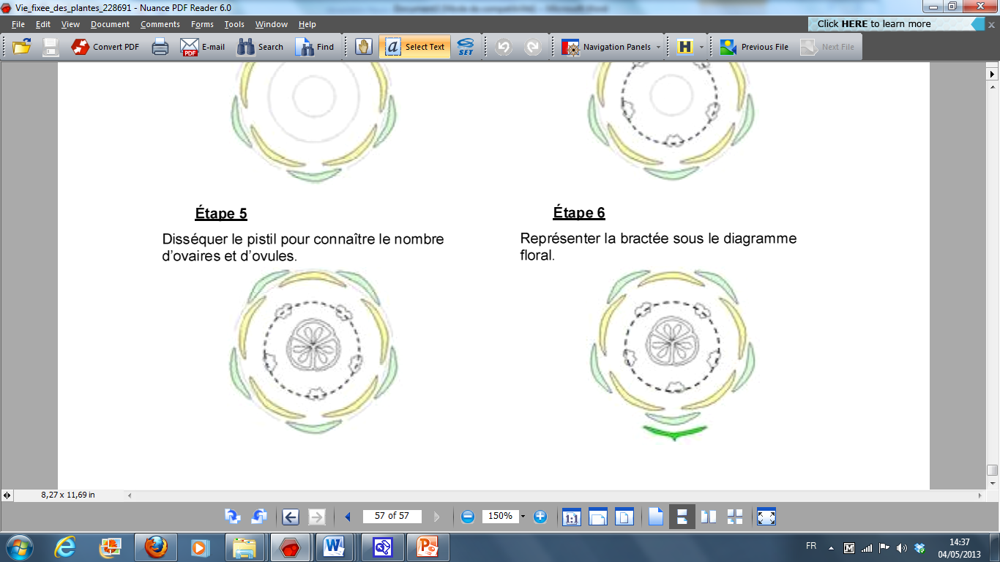 Vie_fixee_des_plantes_228691 - Nuance PDF Reader 6.0
File Edit View Document Comments Forms Tools Window Help
Click HERE to learn more
Convert PDF E-mail Search Find Select Text SET Navigation Panels H Previous File Next File
Étape 5
Disséquer le pistil pour connaître le nombre
d'ovaires et d'ovules.
Étape 6
Représenter la bractée sous le diagramme
floral.
8,27 x 11,69 in
57 of 57 150% 1:1
FR 14:37
04/05/2013